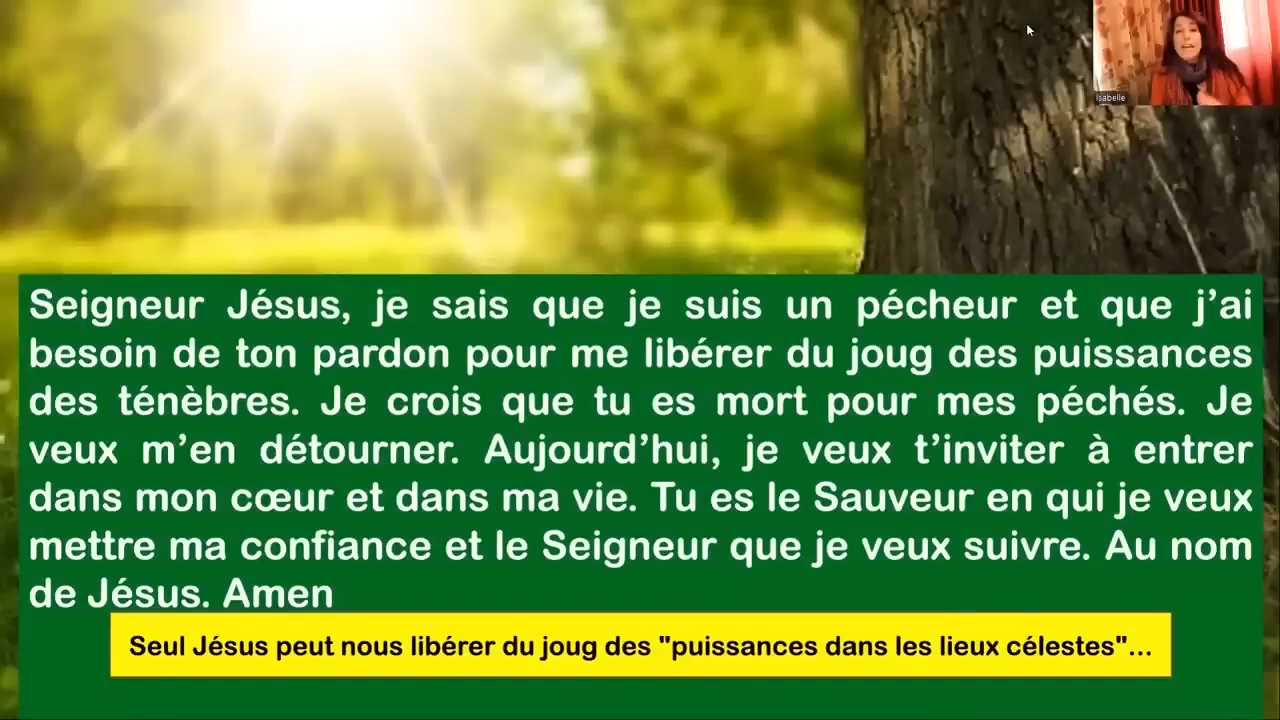 Isabelle
Seigneur Jésus, je sais que je suis un pécheur et que j’ai
besoin de ton pardon pour me libérer du joug des puissances
des ténèbres. Je crois que tu es mort pour mes péchés. Je
veux m’en détourner. Aujourd’hui, je veux t’inviter à entrer
dans mon cœur et dans ma vie. Tu es le Sauveur en qui je veux
mettre ma confiance et le Seigneur que je veux suivre. Au nom
de Jésus. Amen
Seul Jésus peut nous libérer du joug des "puissances dans les lieux célestes"...